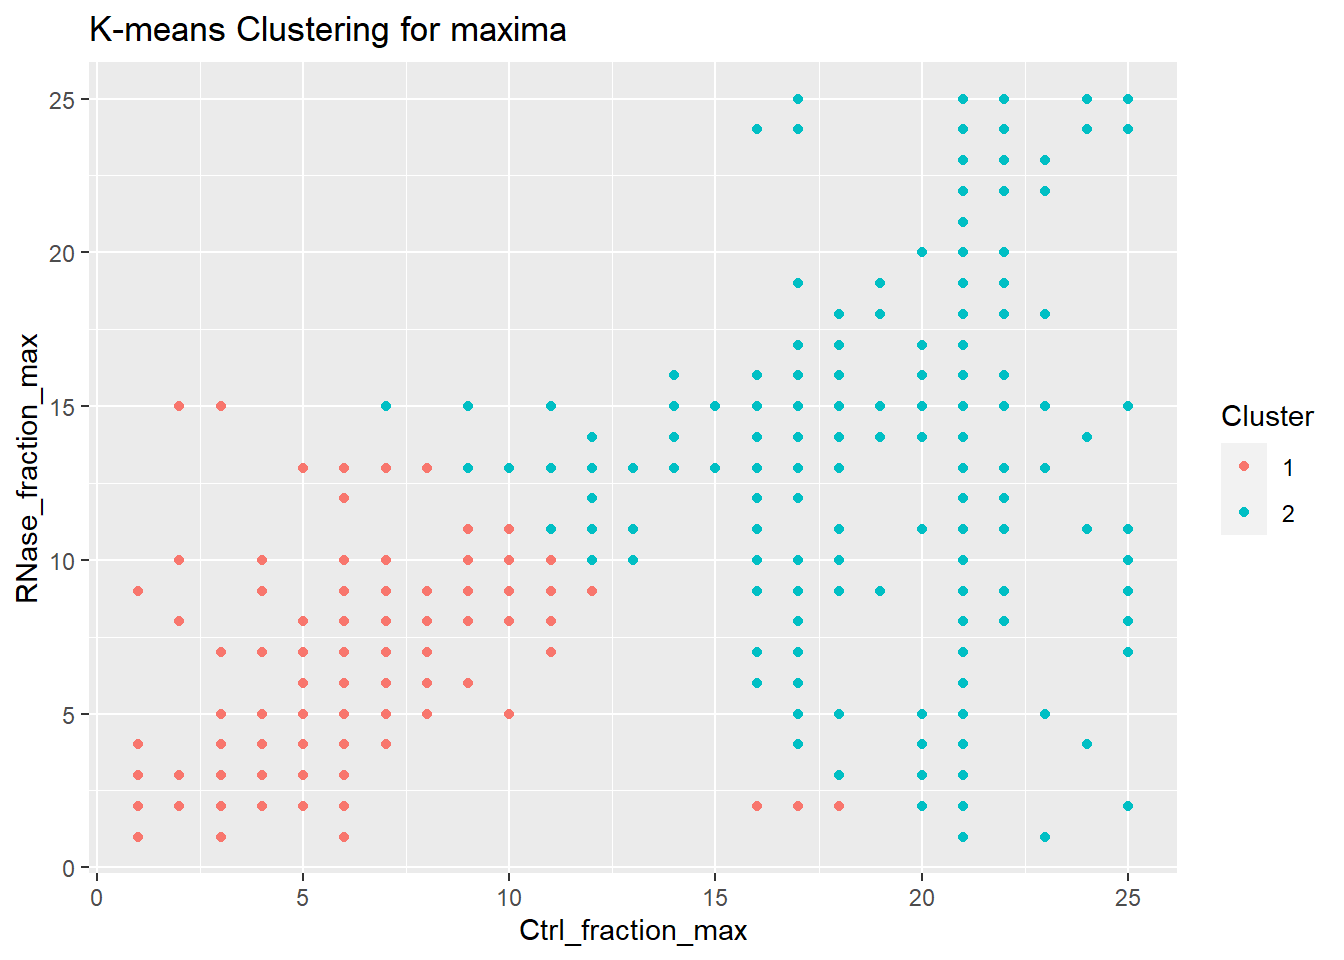 K-means Clustering for maxima
25
20
15
10
5
0
RNase_fraction_max
0 5 10 15 20 25
Ctrl_fraction_max
Cluster
1
2